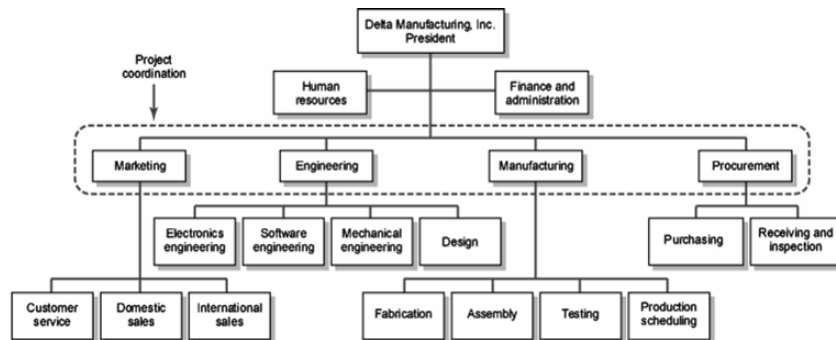 Delta Manufacturing, Inc.
President
Project
coordination
Human
resources
Finance and
administration
Marketing
Engineering
Manufacturing
Procurement
Electronics
engineering
Software
engineering
Mechanical
engineering
Design
Purchasing
Receiving and
inspection
Customer
service
Domestic
sales
International
sales
Fabrication
Assembly
Testing
Production
scheduling